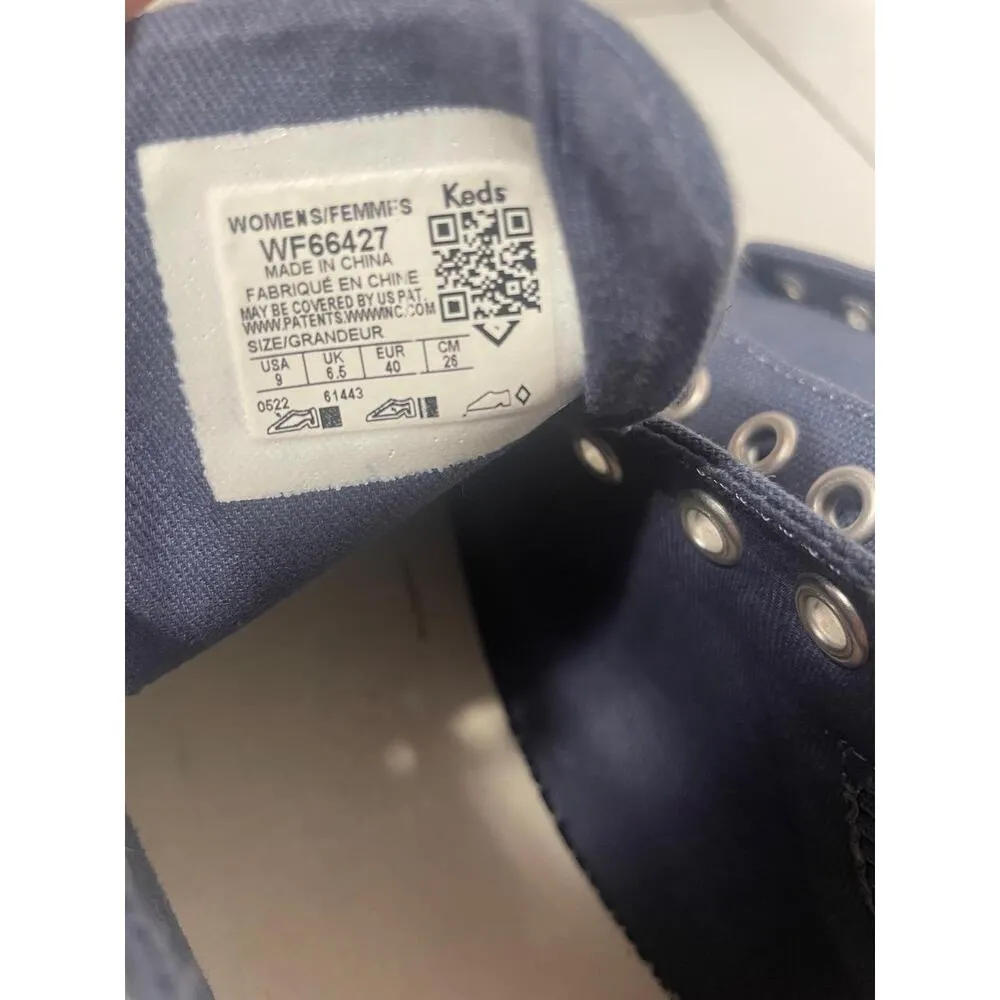 Keds
WOMENS/FEMMES
WF66427
MADE IN CHINA
FABRIQUÉ EN CHINE
MAY BE COVERED BY US PAT.
WWW.PATENTS.WWWINC.COM
SIZE/GRANDEUR
USA UK EUR CM
9 6.5 40 26
0522 61443